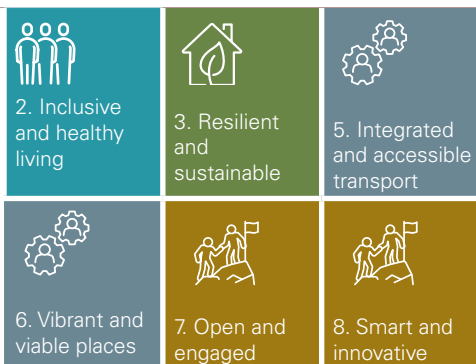 2. Inclusive
and healthy
living
3. Resilient
and
sustainable
5. Integrated
and accessible
transport
6. Vibrant and
viable places
7. Open and
engaged
8. Smart and
innovative